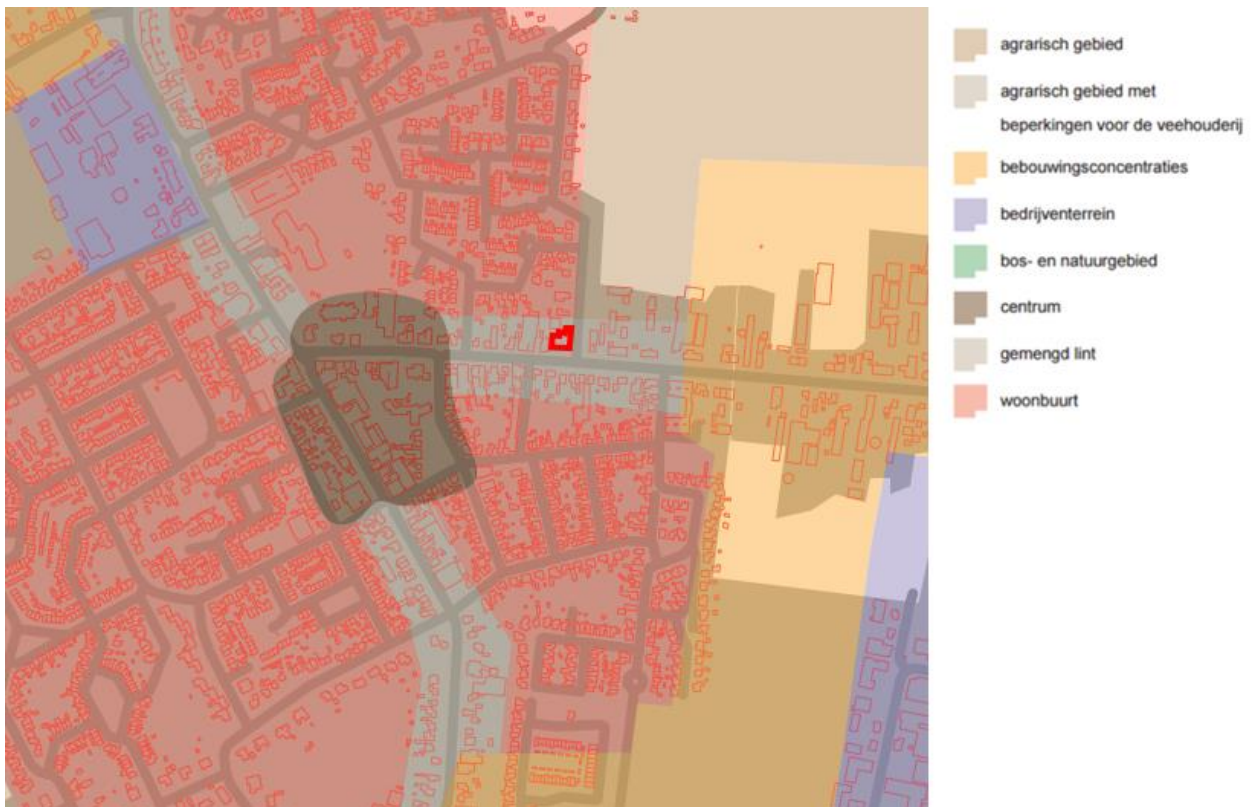 agrarisch gebied
agrarisch gebied met
beperkingen voor de veehouderij
bebouwingsconcentraties
bedrijventerrein
bos- en natuurgebied
centrum
gemengd lint
woonbuurt